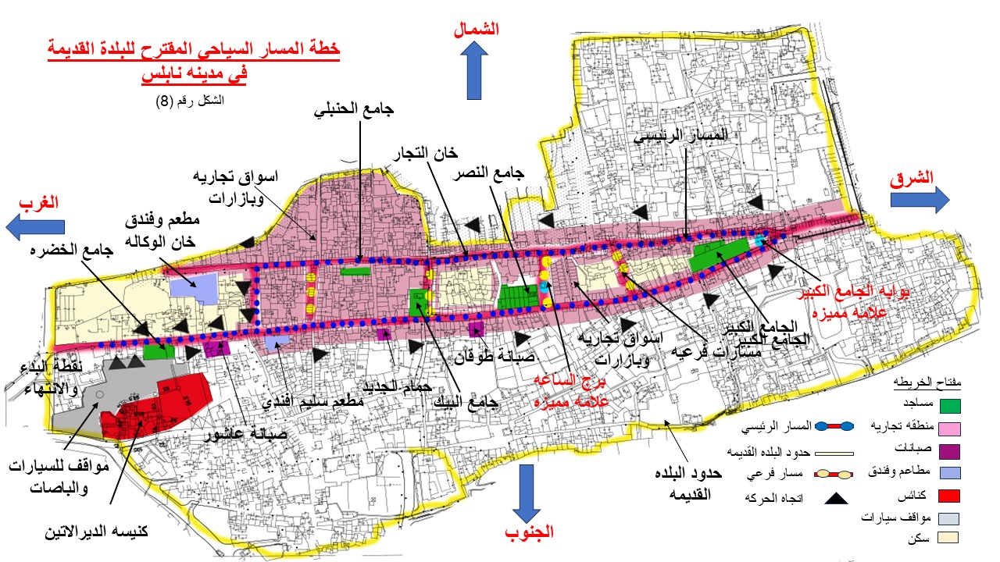 خطة المسار السياحي المقترح للبلدة القديمة
في مدينه نابلس
الشكل رقم (8)
الشمال
الشرق
الغرب
الجنوب
جامع الحنبلي
خان التجار
جامع النصر
المسار الرئيسي
اسواق تجاريه
وبازارات
مطعم وفندق
خان الوكاله
جامع الخضره
بوابه الجامع الكبير
علامه مميزه
الجامع الكبير
الجامع الكبير
مسارات فرعيه
اسواق تجاريه
وبازارات
برج الساعه
علامه مميزه
صبانة طوقان
جامع البيك
حمام الجديد
مطعم سليم افندي
صبانة عاشور
نقطة البدء
والانتهاء
مواقف للسيارات
والباصات
كنيسه الديرالاتين
حدود البلده
القديمه
مفتاح الخريطه
مساجد
منطقه تجاريه
صبانات
مطاعم وفندق
كنائس
مواقف سيارات
سكن
المسار الرئيسي
حدود البلده القديمه
مسار فرعي
اتجاه الحركه